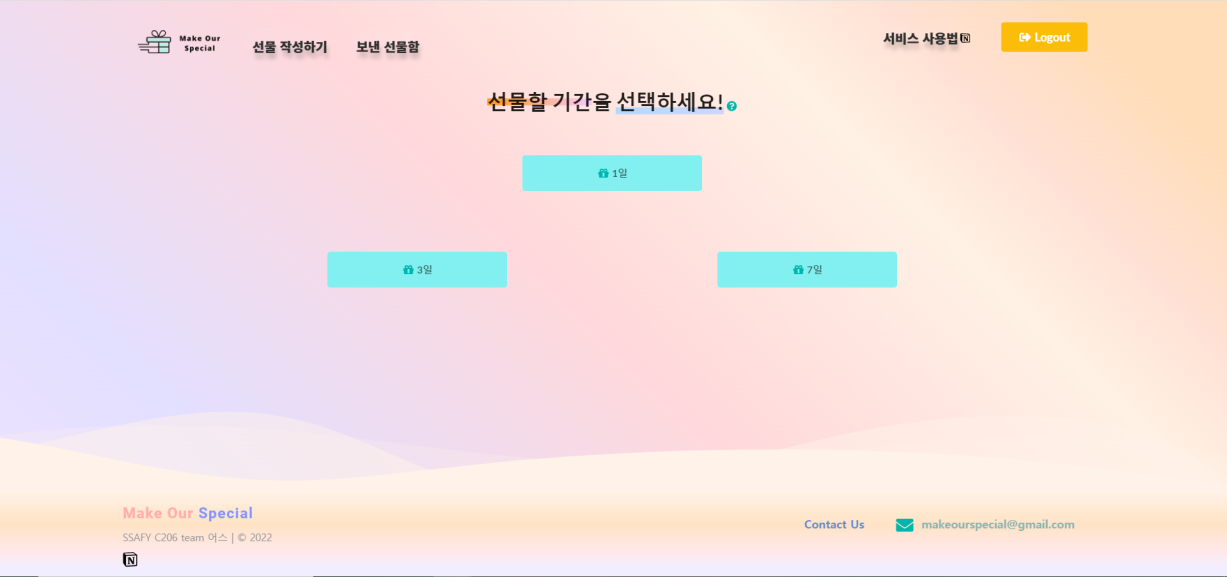 Make Our
Special
선물 작성하기
보낸 선물함
서비스 사용법
Logout
선물할 기간을 선택하세요!
1일
3일
7일
Make Our Special
SSAFY C206 team 어스 | © 2022
Contact Us
makeourspecial@gmail.com